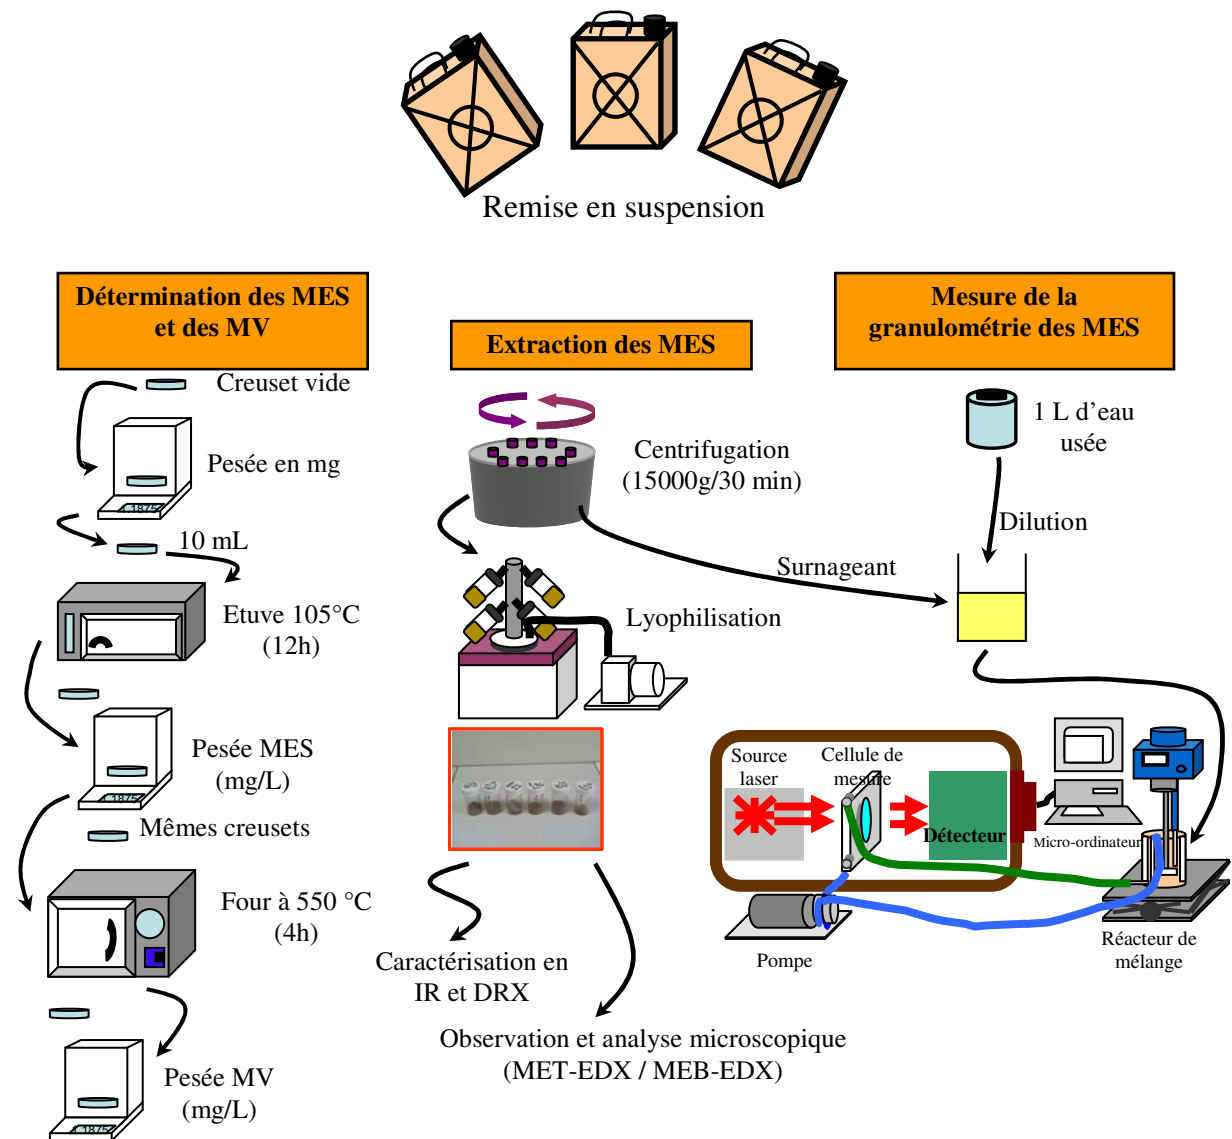 Remise en suspension
Détermination des MES
et des MV
Creuset vide
Pesée en mg
1875
10 mL
Etuve 105°C
(12h)
Pesée MES
(mg/L)
1875
Mêmes creusets
Four à 550 °C
(4h)
Pesée MV
(mg/L)
1875
Extraction des MES
Centrifugation
(15000g/30 min)
Surnageant
Lyophilisation
Caractérisation en
IR et DRX
Observation et analyse microscopique
(MET-EDX / MEB-EDX)
Mesure de la
granulométrie des MES
1 L d’eau
usée
Dilution
Source
laser
Cellule de
mesure
Détecteur
Micro-ordinateur
Pompe
Réacteur de
mélange